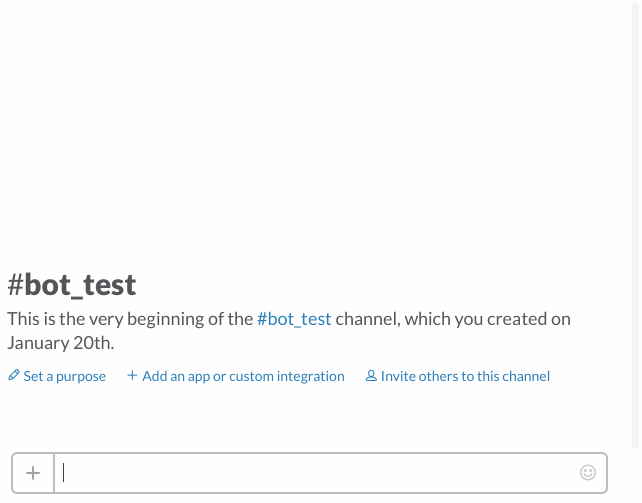 #bot_test
This is the very beginning of the #bot_test channel, which you created on
January 20th.
Set a purpose + Add an app or custom integration Invite others to this channel
+